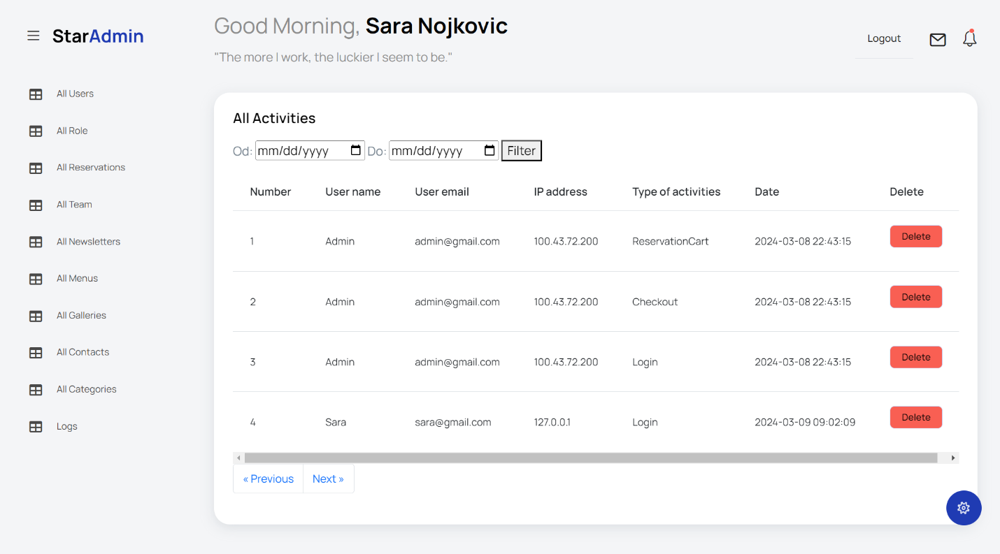 StarAdmin
Good Morning, Sara Nojkovic
"The more I work, the luckier I seem to be."
Logout
All Users
All Role
All Reservations
All Team
All Newsletters
All Menus
All Galleries
All Contacts
All Categories
Logs
All Activities
Od: mm/dd/yyyy Do: mm/dd/yyyy Filter
Number User name User email IP address Type of activities Date Delete
1 Admin admin@gmail.com 100.43.72.200 ReservationCart 2024-03-08 22:43:15 Delete
2 Admin admin@gmail.com 100.43.72.200 Checkout 2024-03-08 22:43:15 Delete
3 Admin admin@gmail.com 100.43.72.200 Login 2024-03-08 22:43:15 Delete
4 Sara sara@gmail.com 127.0.0.1 Login 2024-03-09 09:02:09 Delete
« Previous Next »